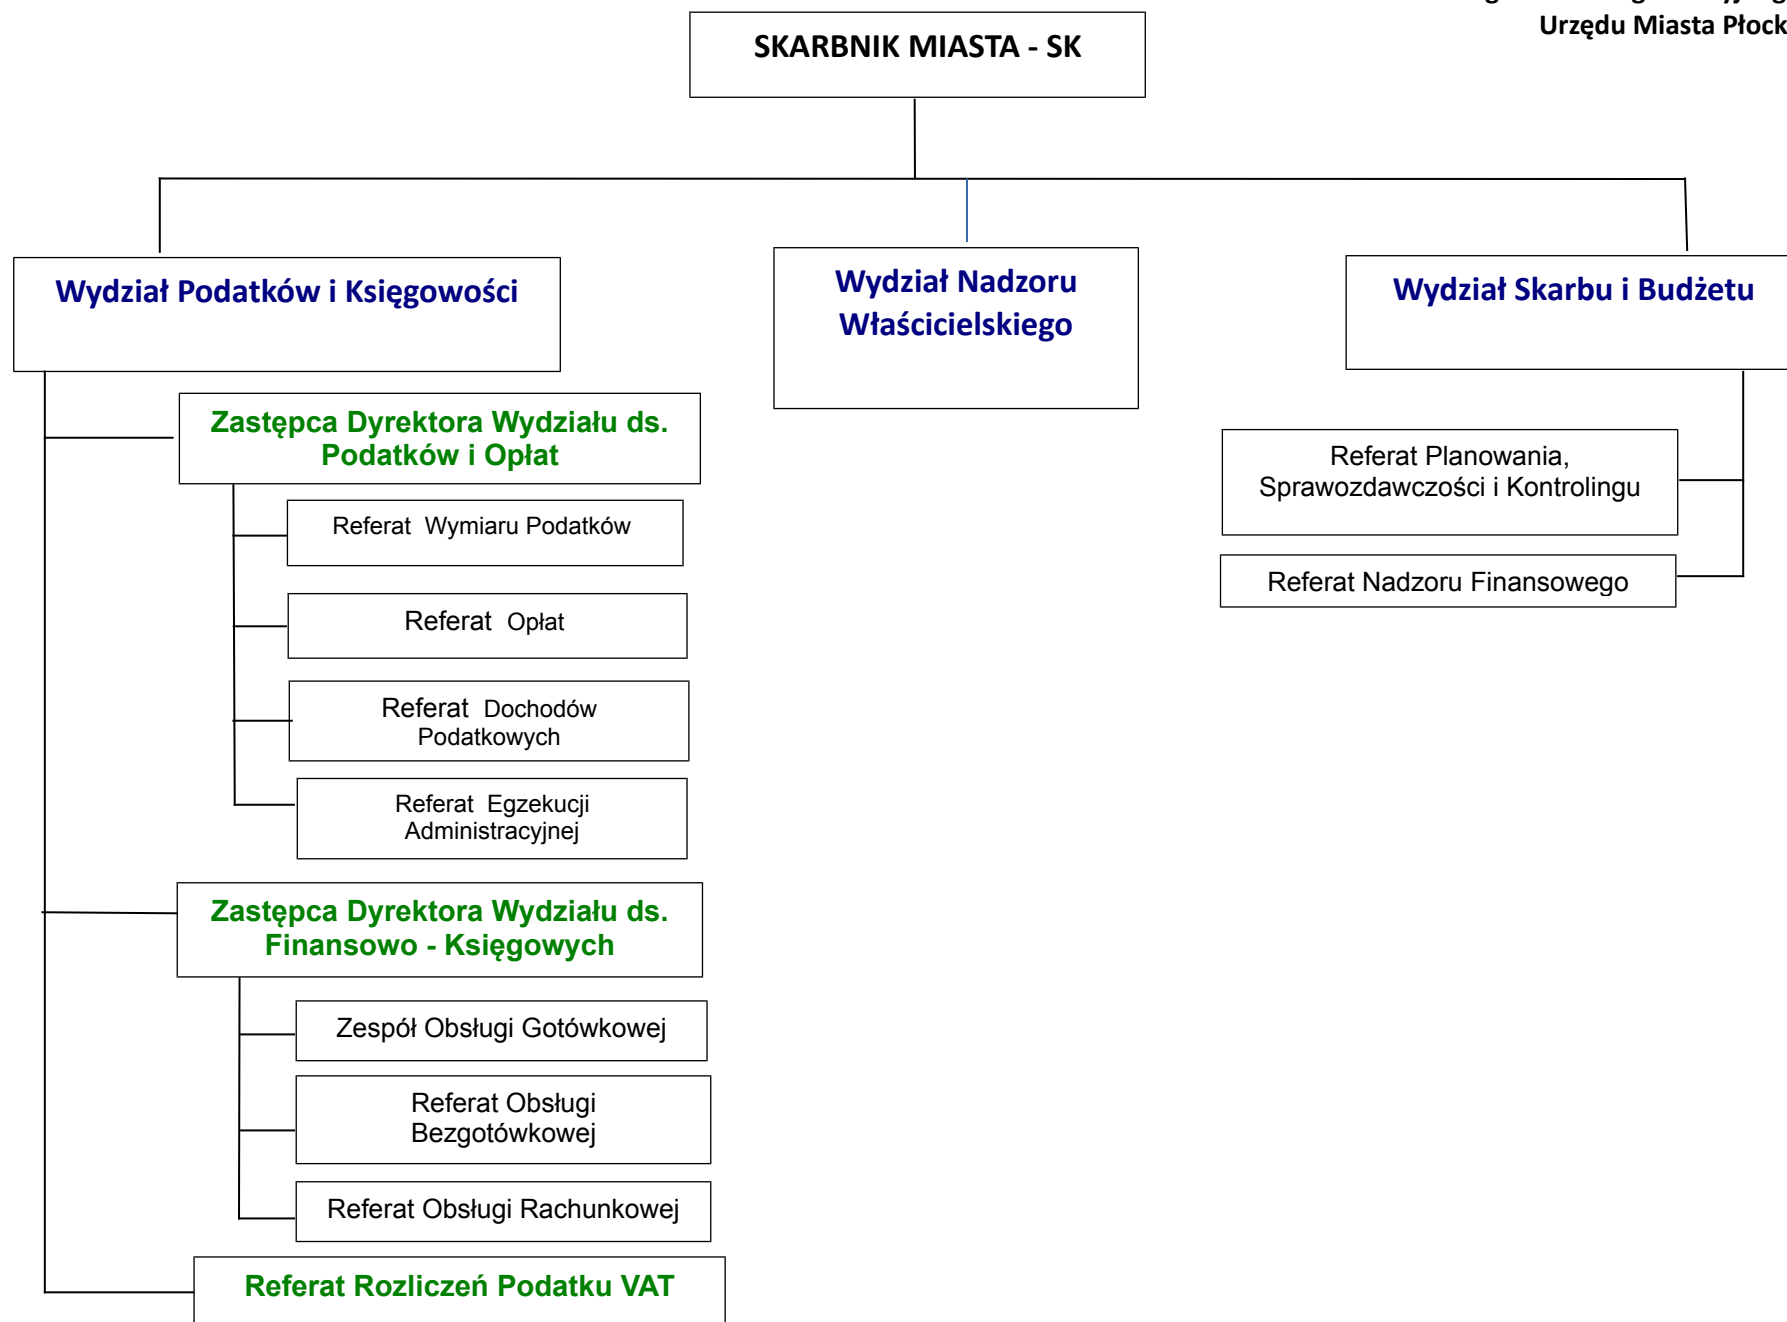 Urzędu Miasta Płock
SKARBNIK MIASTA - SK
Wydział Podatków i Księgowości
Wydział Nadzoru
Właścicielskiego
Wydział Skarbu i Budżetu
Zastępca Dyrektora Wydziału ds.
Podatków i Opłat
Referat Wymiaru Podatków
Referat Opłat
Referat Dochodów
Podatkowych
Referat Egzekucji
Administracyjnej
Zastępca Dyrektora Wydziału ds.
Finansowo - Księgowych
Zespół Obsługi Gotówkowej
Referat Obsługi
Bezgotówkowej
Referat Obsługi Rachunkowej
Referat Rozliczeń Podatku VAT
Referat Planowania,
Sprawozdawczości i Kontrolingu
Referat Nadzoru Finansowego